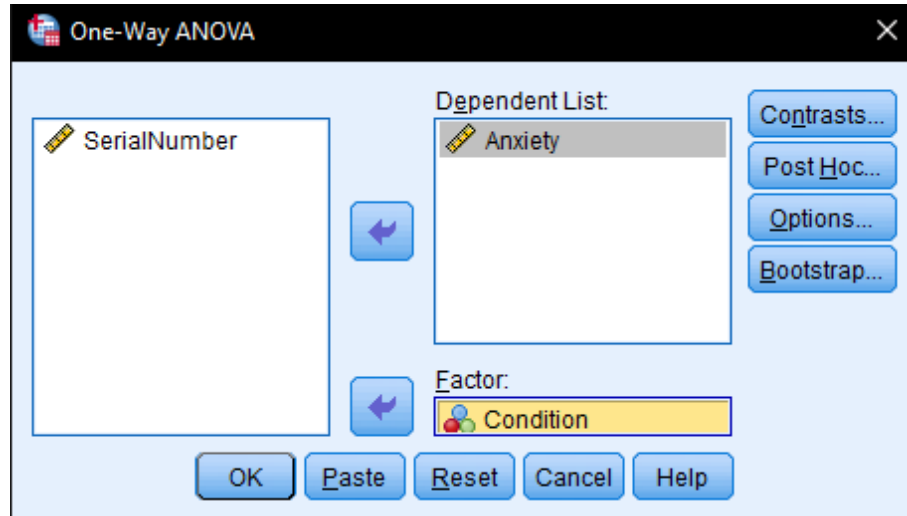 One-Way ANOVA
SerialNumber
Dependent List:
Anxiety
Factor:
Condition
Contrasts...
Post Hoc...
Options...
Bootstrap...
OK Paste Reset Cancel Help